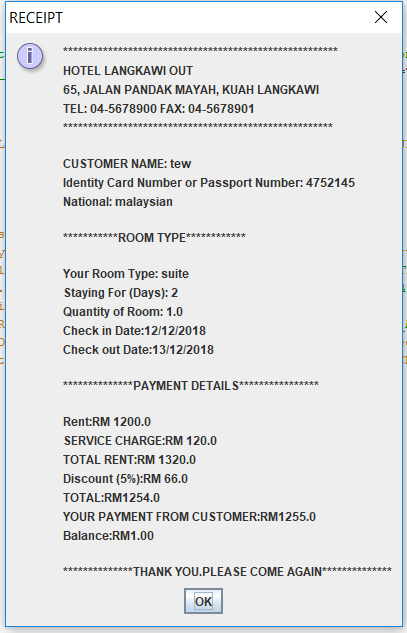 RECEIPT
*******************************************************
HOTEL LANGKAWI OUT
65, JALAN PANDAK MAYAH, KUAH LANGKAWI
TEL: 04-5678900 FAX: 04-5678901
******************************************************
CUSTOMER NAME: tew
Identity Card Number or Passport Number: 4752145
National: malaysian
***********ROOM TYPE************
Your Room Type: suite
Staying For (Days): 2
Quantity of Room: 1.0
Check in Date:12/12/2018
Check out Date:13/12/2018
**************PAYMENT DETAILS****************
Rent:RM 1200.0
SERVICE CHARGE:RM 120.0
TOTAL RENT:RM 1320.0
Discount (5%):RM 66.0
TOTAL:RM1254.0
YOUR PAYMENT FROM CUSTOMER:RM1255.0
Balance:RM1.00
**************THANK YOU.PLEASE COME AGAIN**************
OK